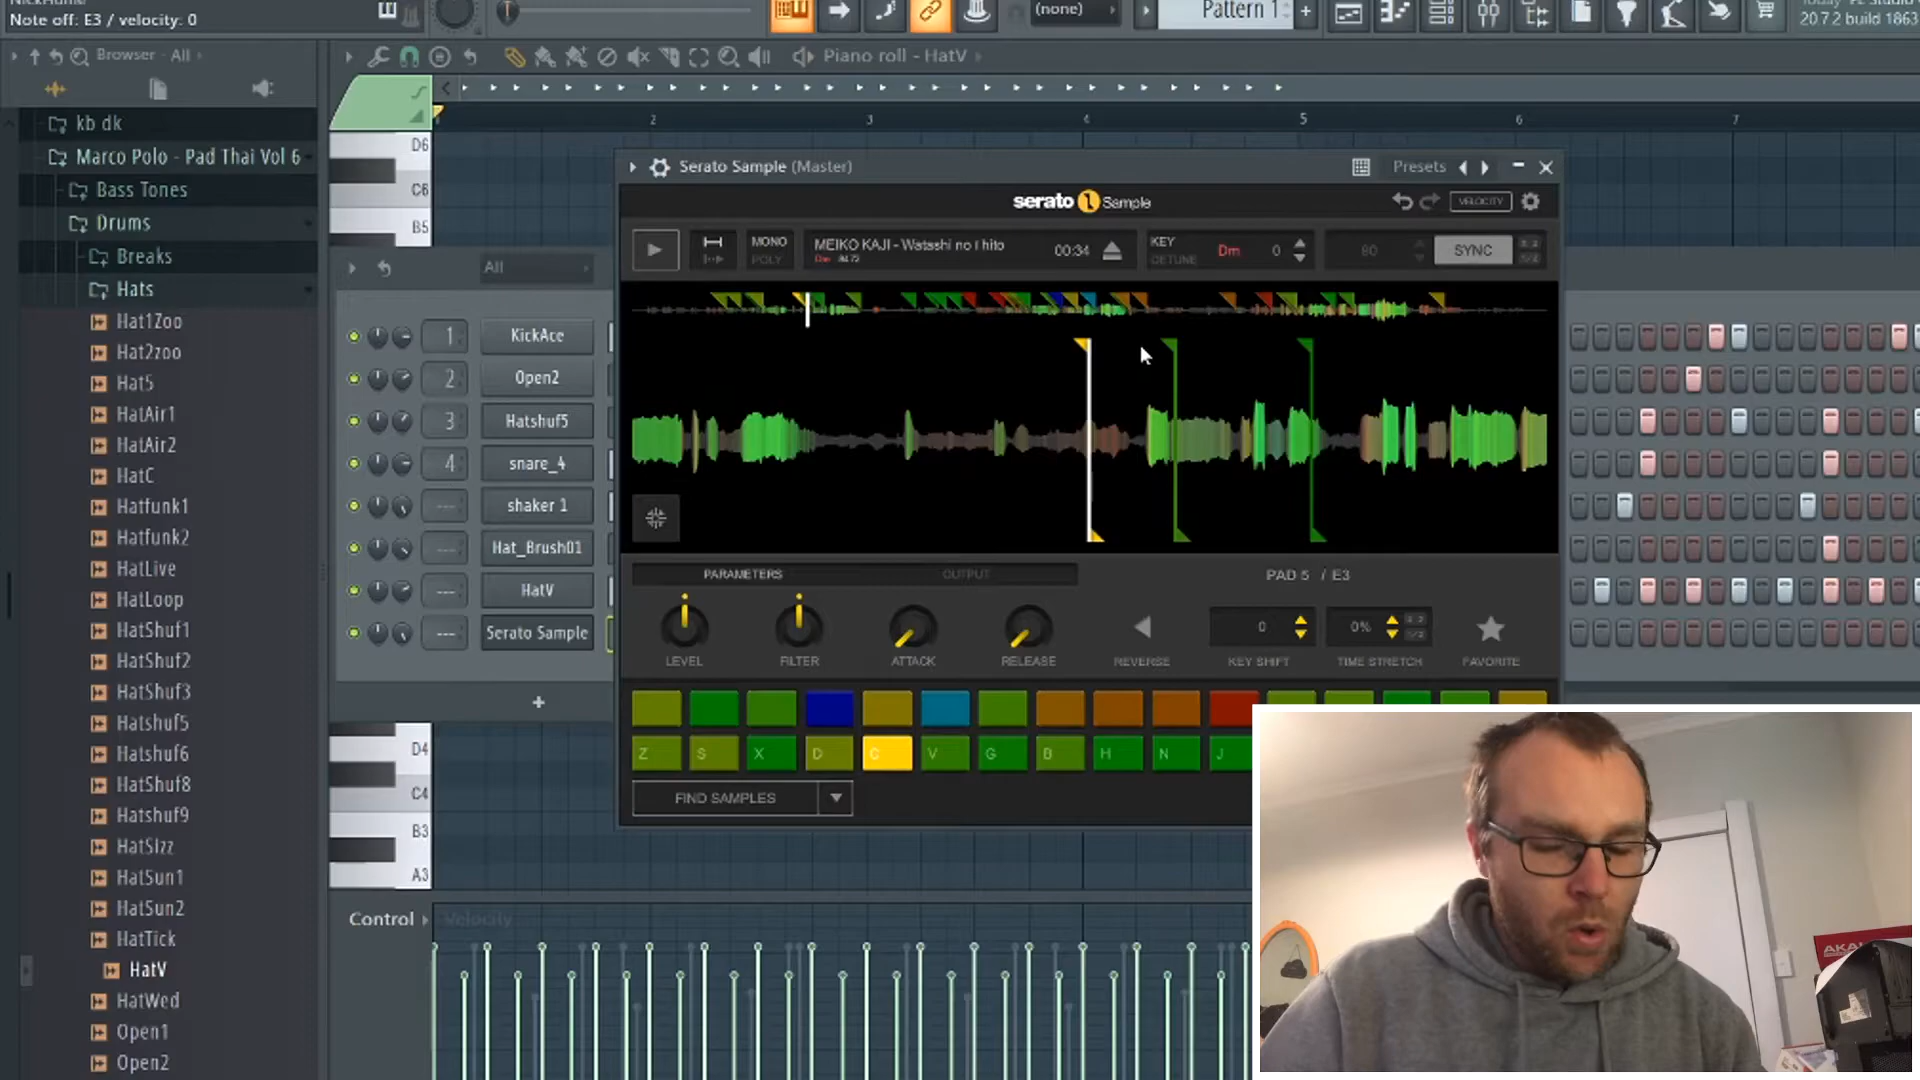 Note off: E3 / velocity: 0
(none)
Pattern 1
20.7.2 build 1863
Browser - All
Piano roll - HatV
2
3
4
5
6
7
kb dk
Marco Polo - Pad Thai Vol 6
Bass Tones
Drums
Breaks
Hats
Hat1Zoo
Hat2zoo
Hat5
HatAir1
HatAir2
HatC
Hatfunk1
Hatfunk2
HatLive
HatLoop
HatShuf1
HatShuf2
HatShuf3
Hatshuf5
Hatshuf6
HatShuf8
Hatshuf9
HatSizz
HatSun1
HatSun2
HatTick
HatV
HatWed
Open1
Open2
D6
C6
B5
All
1
KickAce
2
Open2
3
Hatshuf5
4
snare_4
---
shaker 1
---
Hat_Brush01
---
HatV
---
Serato Sample
+
D4
C4
B3
A3
Control
Velocity
Serato Sample (Master)
Presets
serato Sample
VELOCITY
MONO
POLY
MEIKO KAJI - Watashi no i hito
00:34
KEY
DETUNE
Dm
0
80
SYNC
PARAMETERS
OUTPUT
PAD 5 / E3
0
0%
LEVEL
FILTER
ATTACK
RELEASE
REVERSE
KEY SHIFT
TIME STRETCH
FAVORITE
Z
S
X
D
C
V
G
B
H
N
J
FIND SAMPLES
AKAI